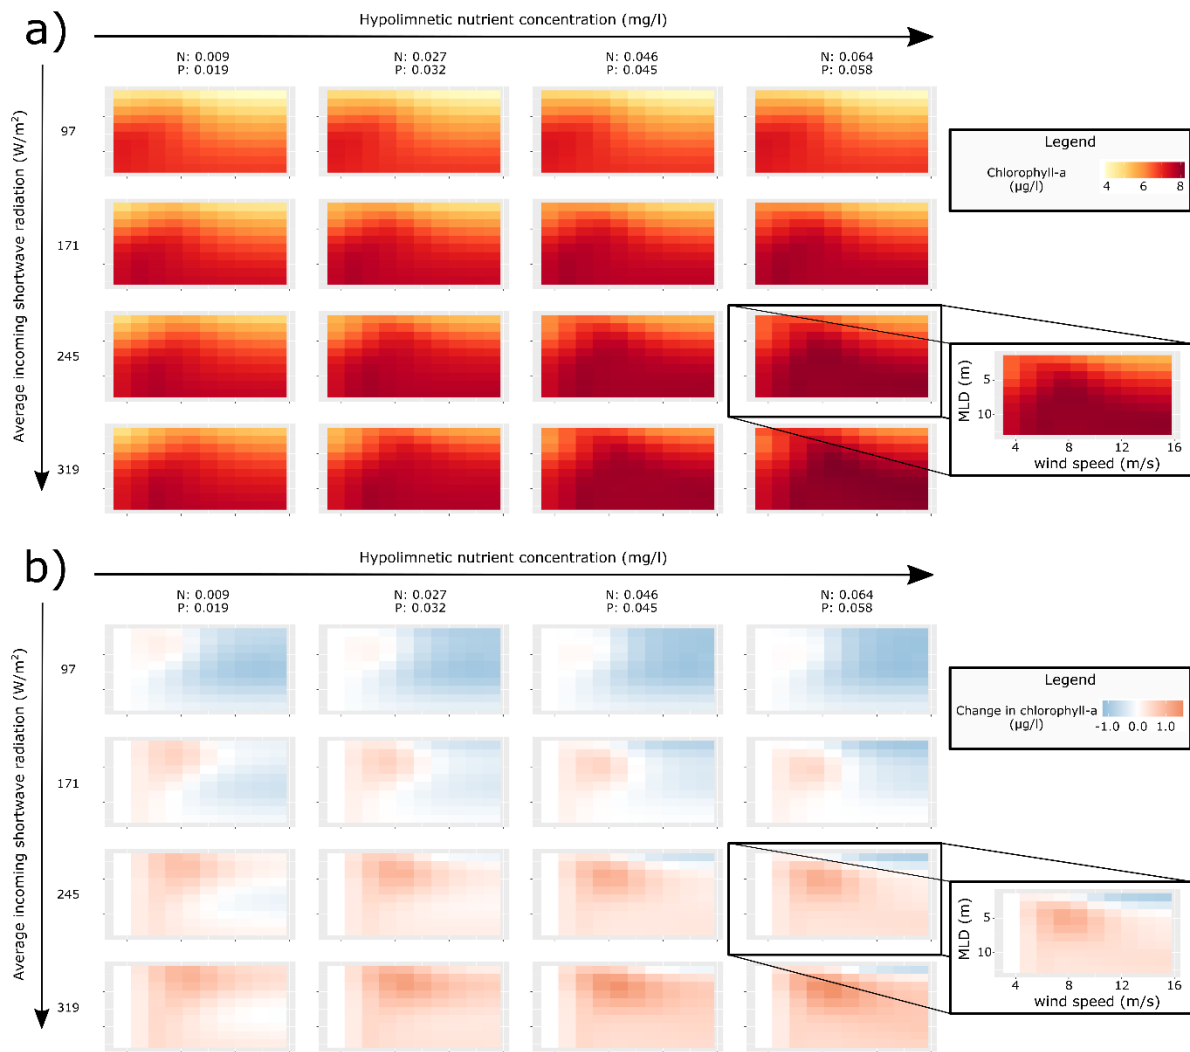 a)
Hypolimnetic nutrient concentration (mg/l)
N: 0.009
P: 0.019
N: 0.027
P: 0.032
N: 0.046
P: 0.045
N: 0.064
P: 0.058
Average incoming shortwave radiation (W/m²)
97
171
245
319
Legend
Chlorophyll-a
(µg/l)
4 6 8
MLD (m)
5
10
4 8 12 16
wind speed (m/s)
b)
Hypolimnetic nutrient concentration (mg/l)
N: 0.009
P: 0.019
N: 0.027
P: 0.032
N: 0.046
P: 0.045
N: 0.064
P: 0.058
Average incoming shortwave radiation (W/m²)
97
171
245
319
Legend
Change in chlorophyll-a
(µg/l)
-1.0 0.0 1.0
MLD (m)
5
10
4 8 12 16
wind speed (m/s)